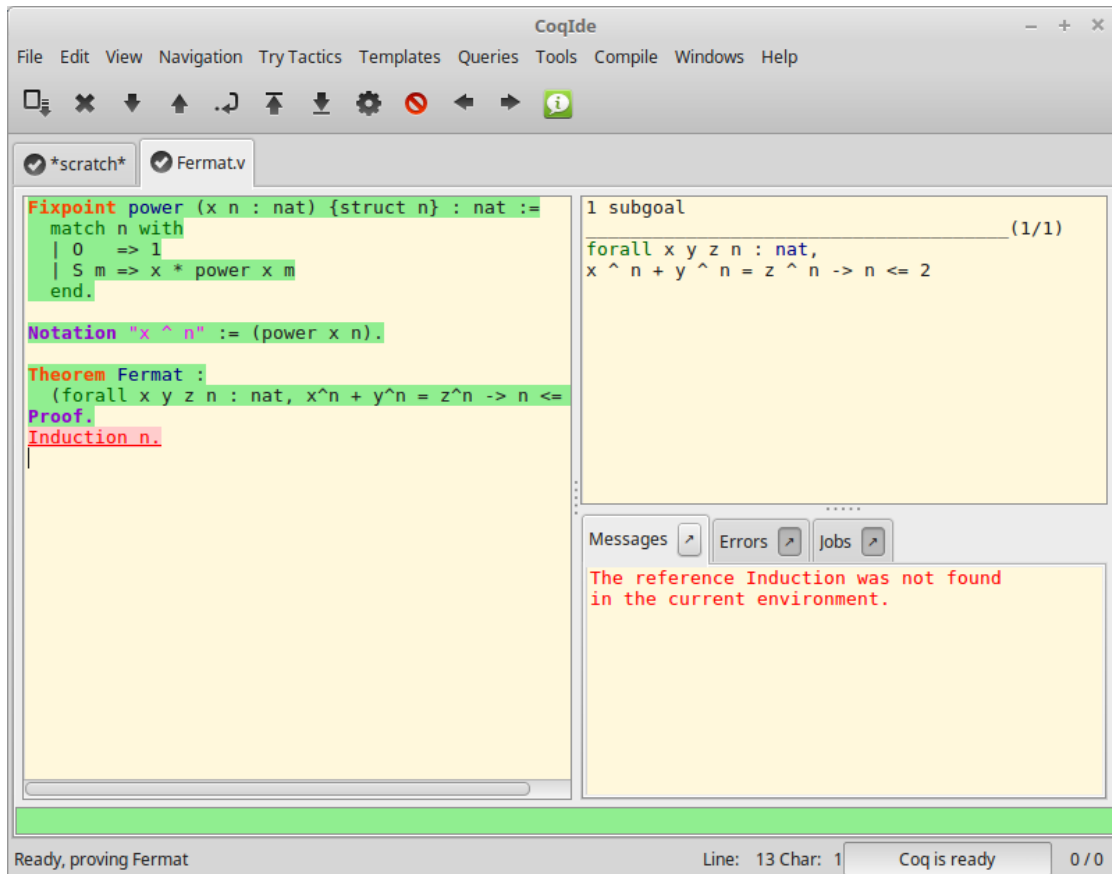 CoqIde
File Edit View Navigation Try Tactics Templates Queries Tools Compile Windows Help
*scratch* Fermat.v
Fixpoint power (x n : nat) {struct n} : nat :=
  match n with
  | O   => 1
  | S m => x * power x m
  end.
Notation "x ^ n" := (power x n).
Theorem Fermat :
  (forall x y z n : nat, x^n + y^n = z^n -> n <=
Proof.
Induction n.
1 subgoal
______________________________________(1/1)
forall x y z n : nat,
x ^ n + y ^ n = z ^ n -> n <= 2
Messages Errors Jobs
The reference Induction was not found
in the current environment.
Ready, proving Fermat Line: 13 Char: 1 Coq is ready 0 / 0